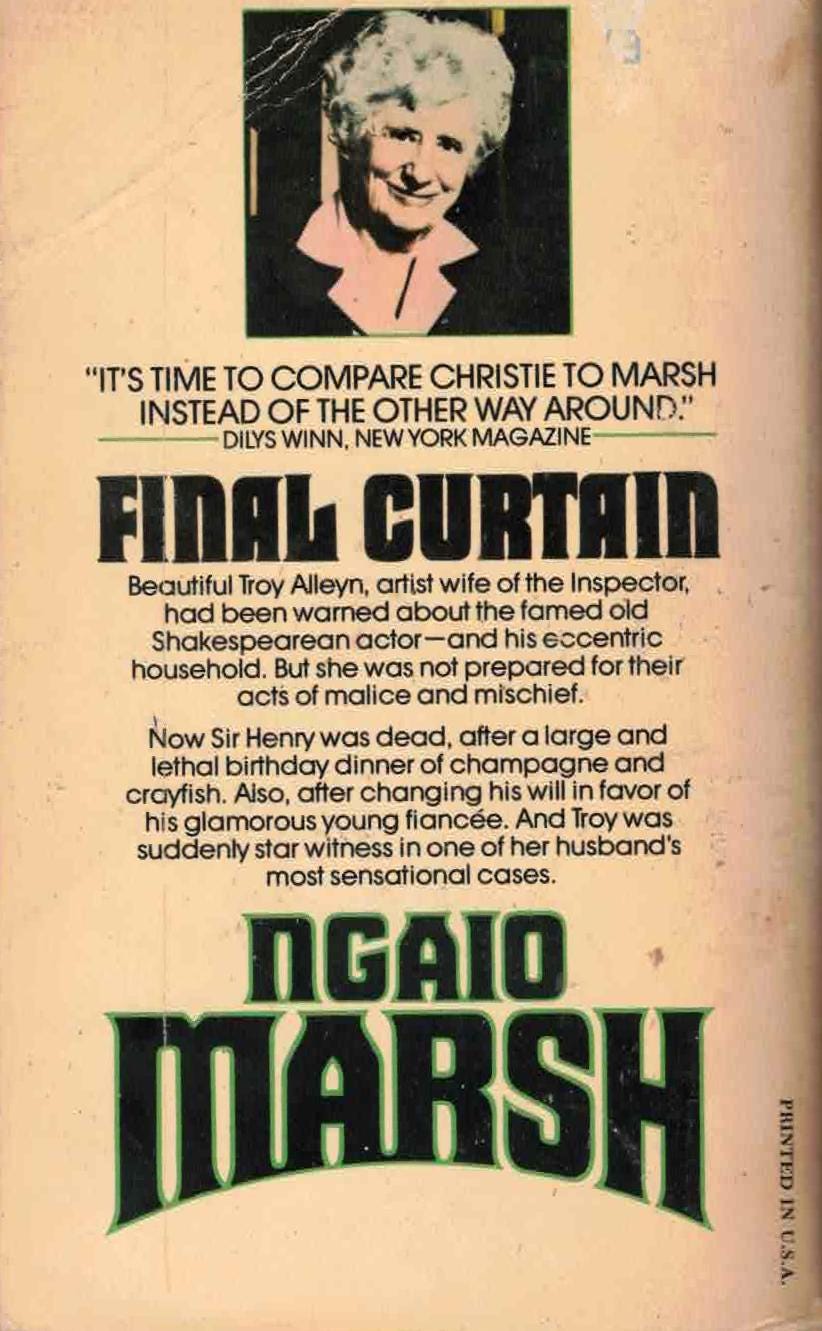 "IT'S TIME TO COMPARE CHRISTIE TO MARSH
INSTEAD OF THE OTHER WAY AROUND."
DILYS WINN, NEW YORK MAGAZINE
FINAL CURTAIN
Beautiful Troy Alleyn, artist wife of the Inspector,
had been warned about the famed old
Shakespearean actor—and his eccentric
household. But she was not prepared for their
acts of malice and mischief.
Now Sir Henry was dead, after a large and
lethal birthday dinner of champagne and
crayfish. Also, after changing his will in favor of
his glamorous young fiancée. And Troy was
suddenly star witness in one of her husband's
most sensational cases.
NGAIO
MARSH
PRINTED IN U.S.A.